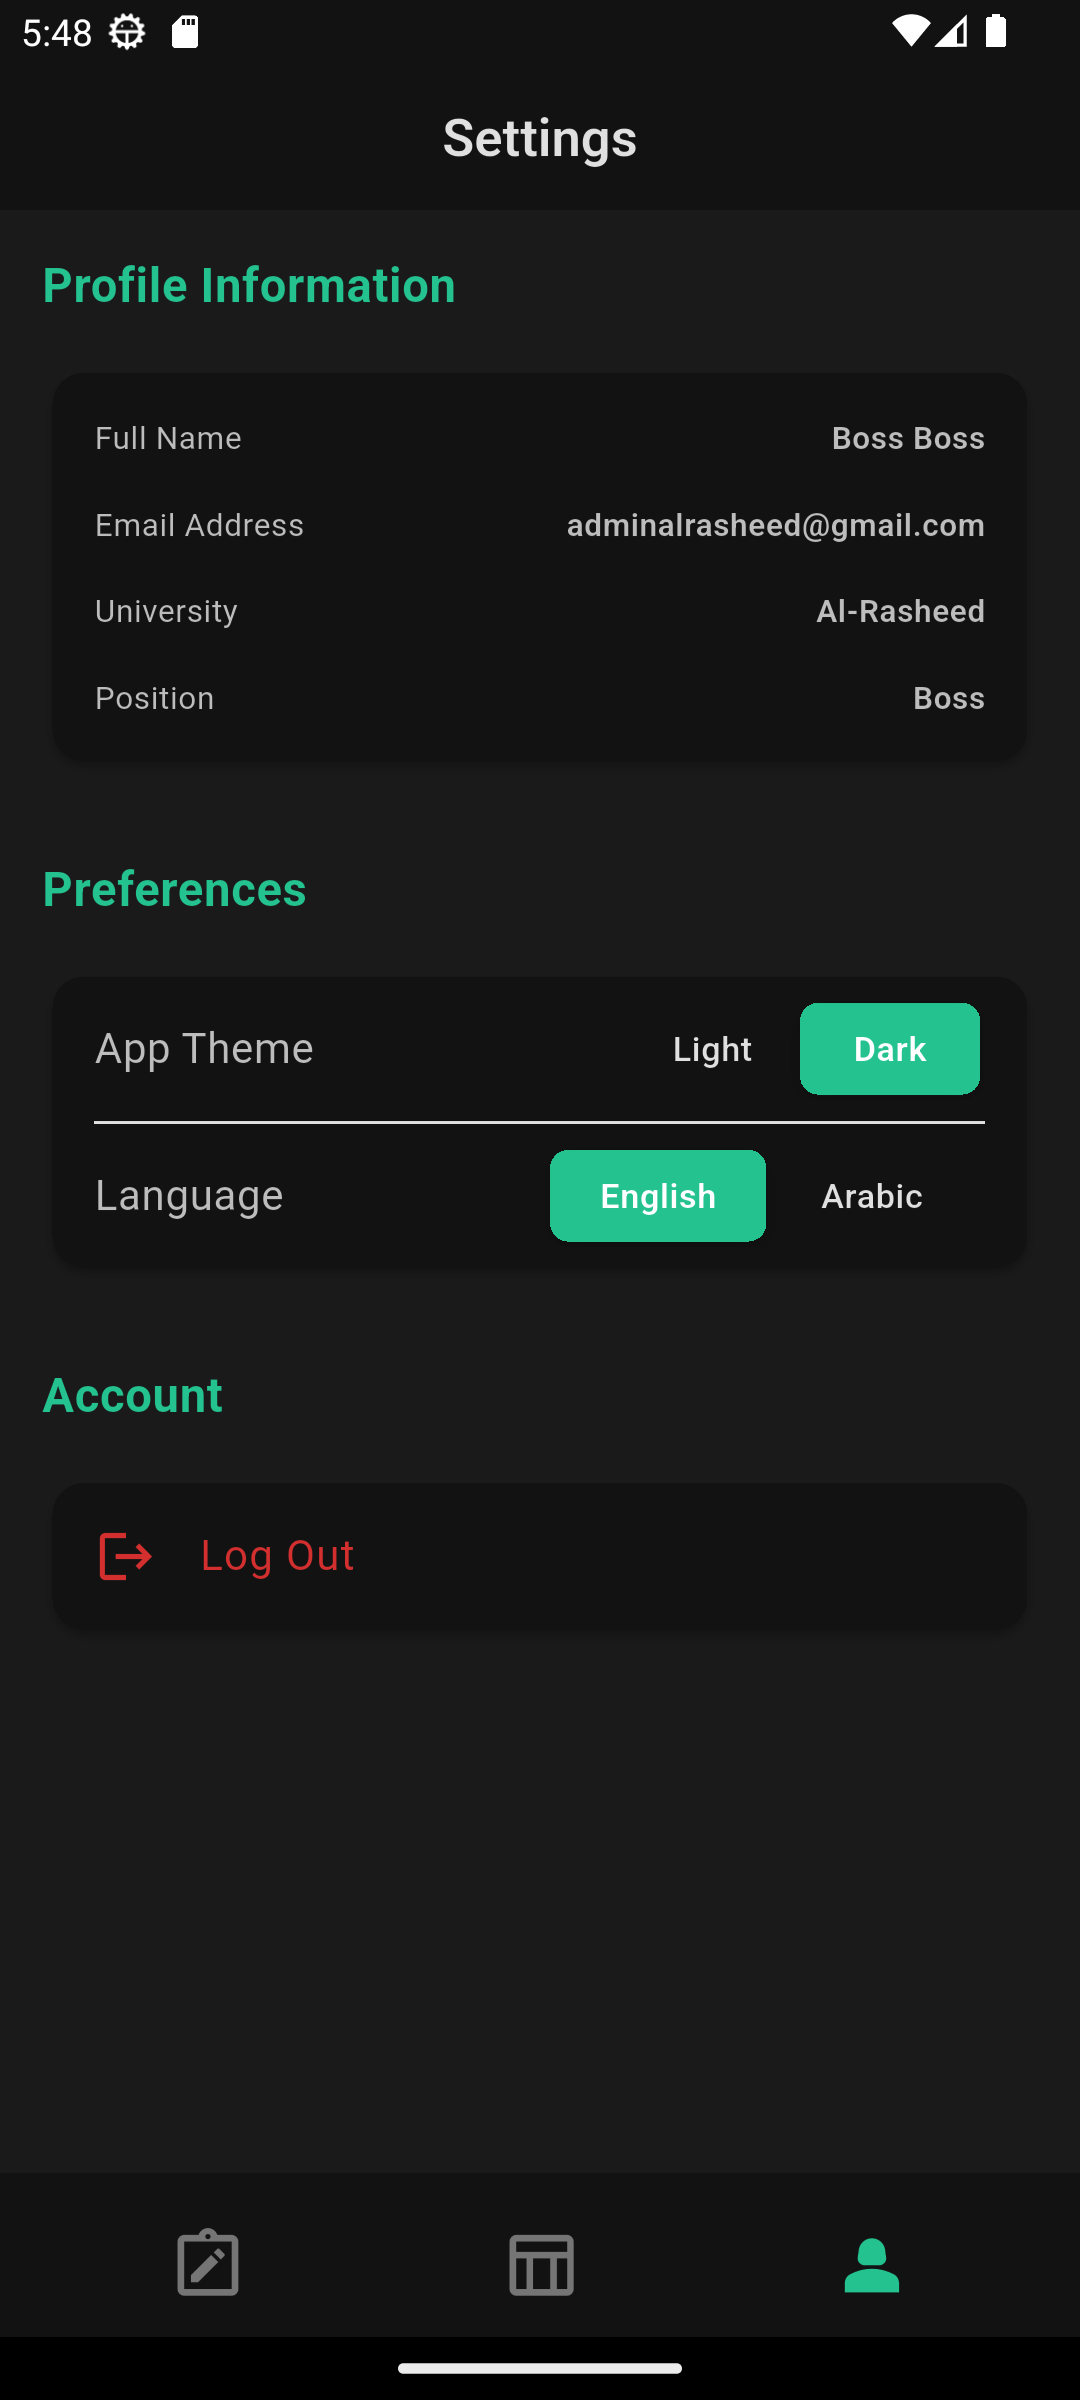 5:48
Settings
Profile Information
Full Name Boss Boss
Email Address adminalrasheed@gmail.com
University Al-Rasheed
Position Boss
Preferences
App Theme Light Dark
Language English Arabic
Account
Log Out